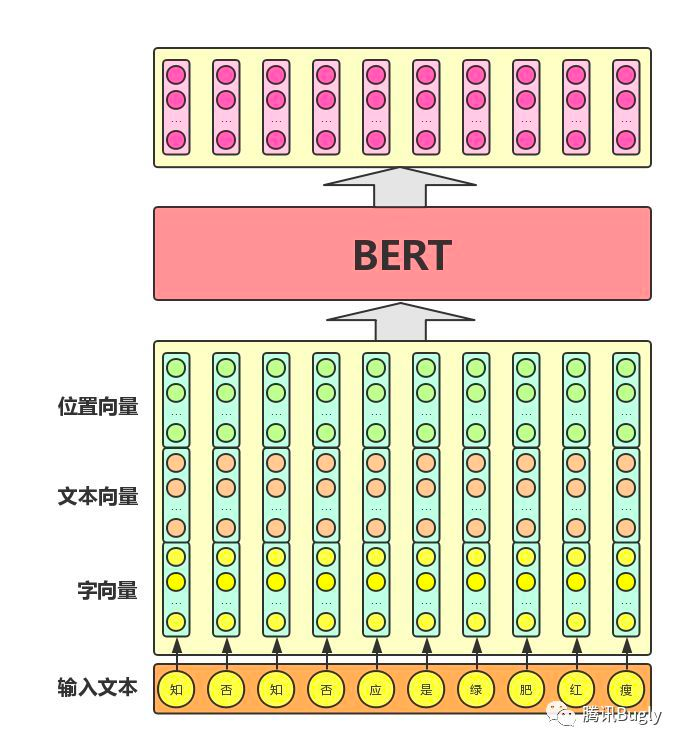 BERT
位置向量
文本向量
字向量
输入文本
知 否 知 否 应 是 绿 肥 红 瘦
腾讯Bugly